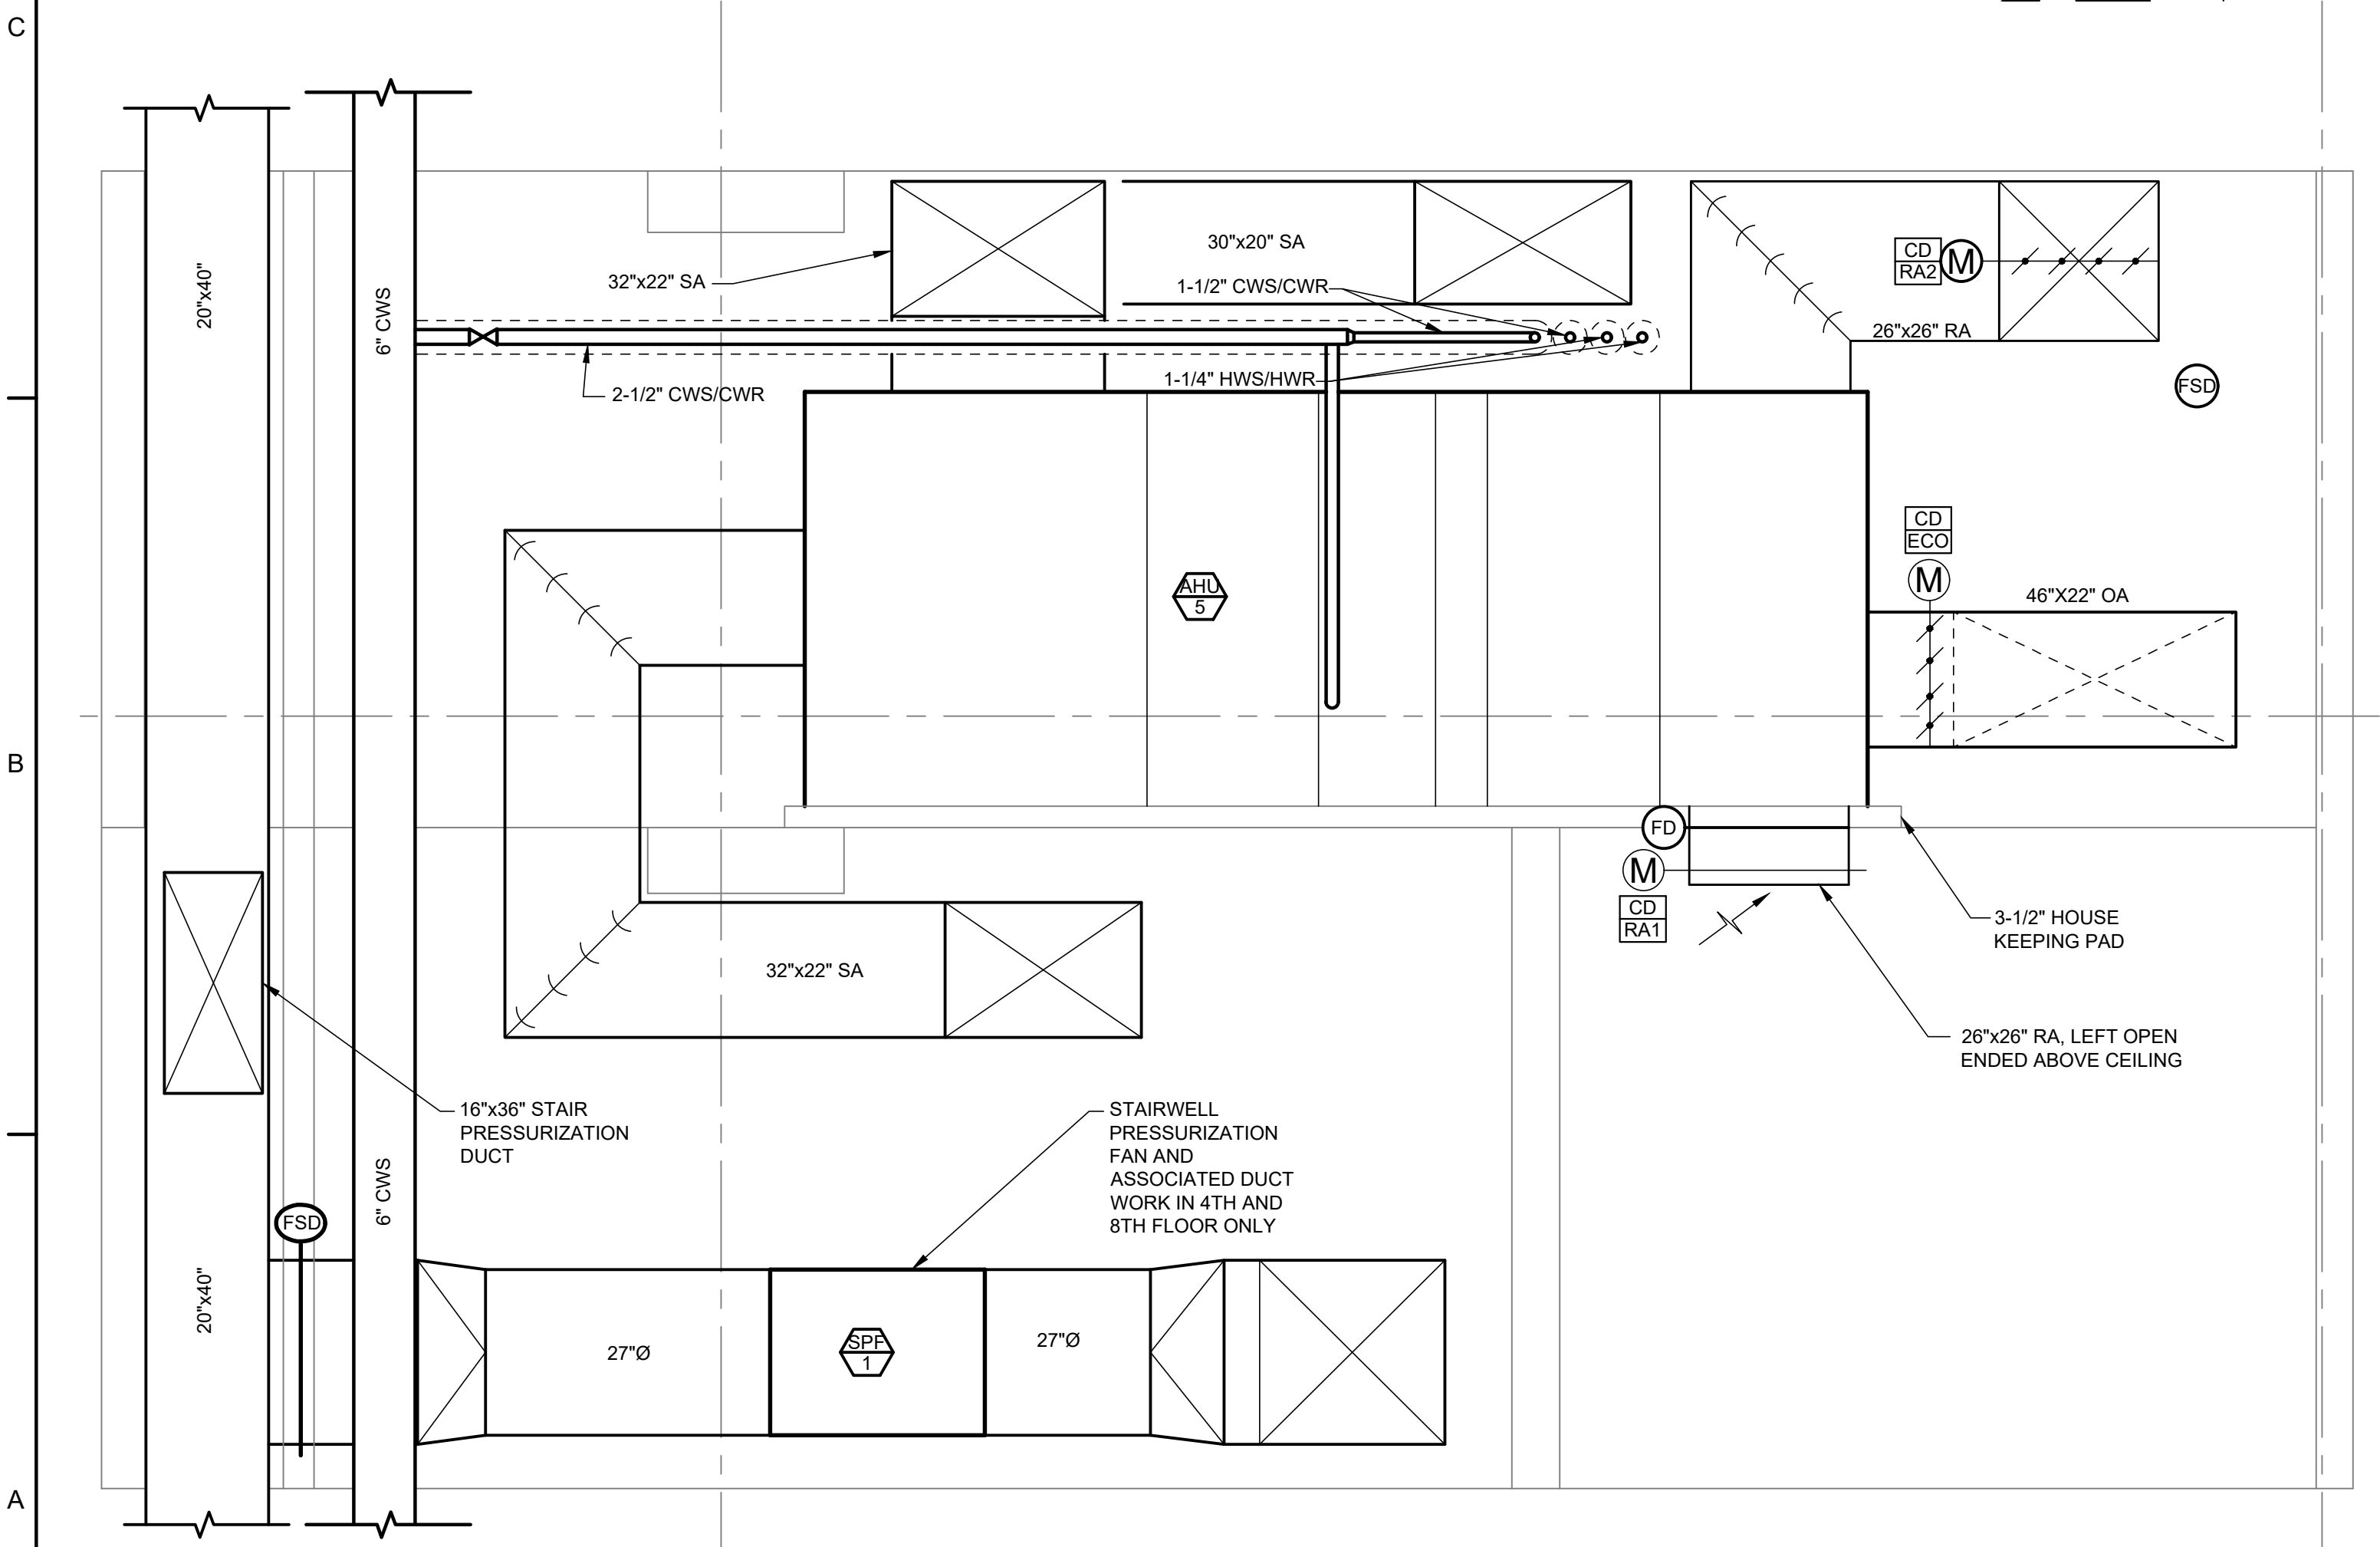 C
20"x40"
6" CWS
32"x22" SA
30"x20" SA
1-1/2" CWS/CWR
CD
RA2
M
26"x26" RA
1-1/4" HWS/HWR
2-1/2" CWS/CWR
FSD
CD
ECO
M
46"X22" OA
AHU
5
B
FD
M
CD
RA1
3-1/2" HOUSE
KEEPING PAD
32"x22" SA
26"x26" RA, LEFT OPEN
ENDED ABOVE CEILING
16"x36" STAIR
PRESSURIZATION
DUCT
STAIRWELL
PRESSURIZATION
FAN AND
ASSOCIATED DUCT
WORK IN 4TH AND
8TH FLOOR ONLY
6" CWS
FSD
20"x40"
27"Ø
SPF
1
27"Ø
A